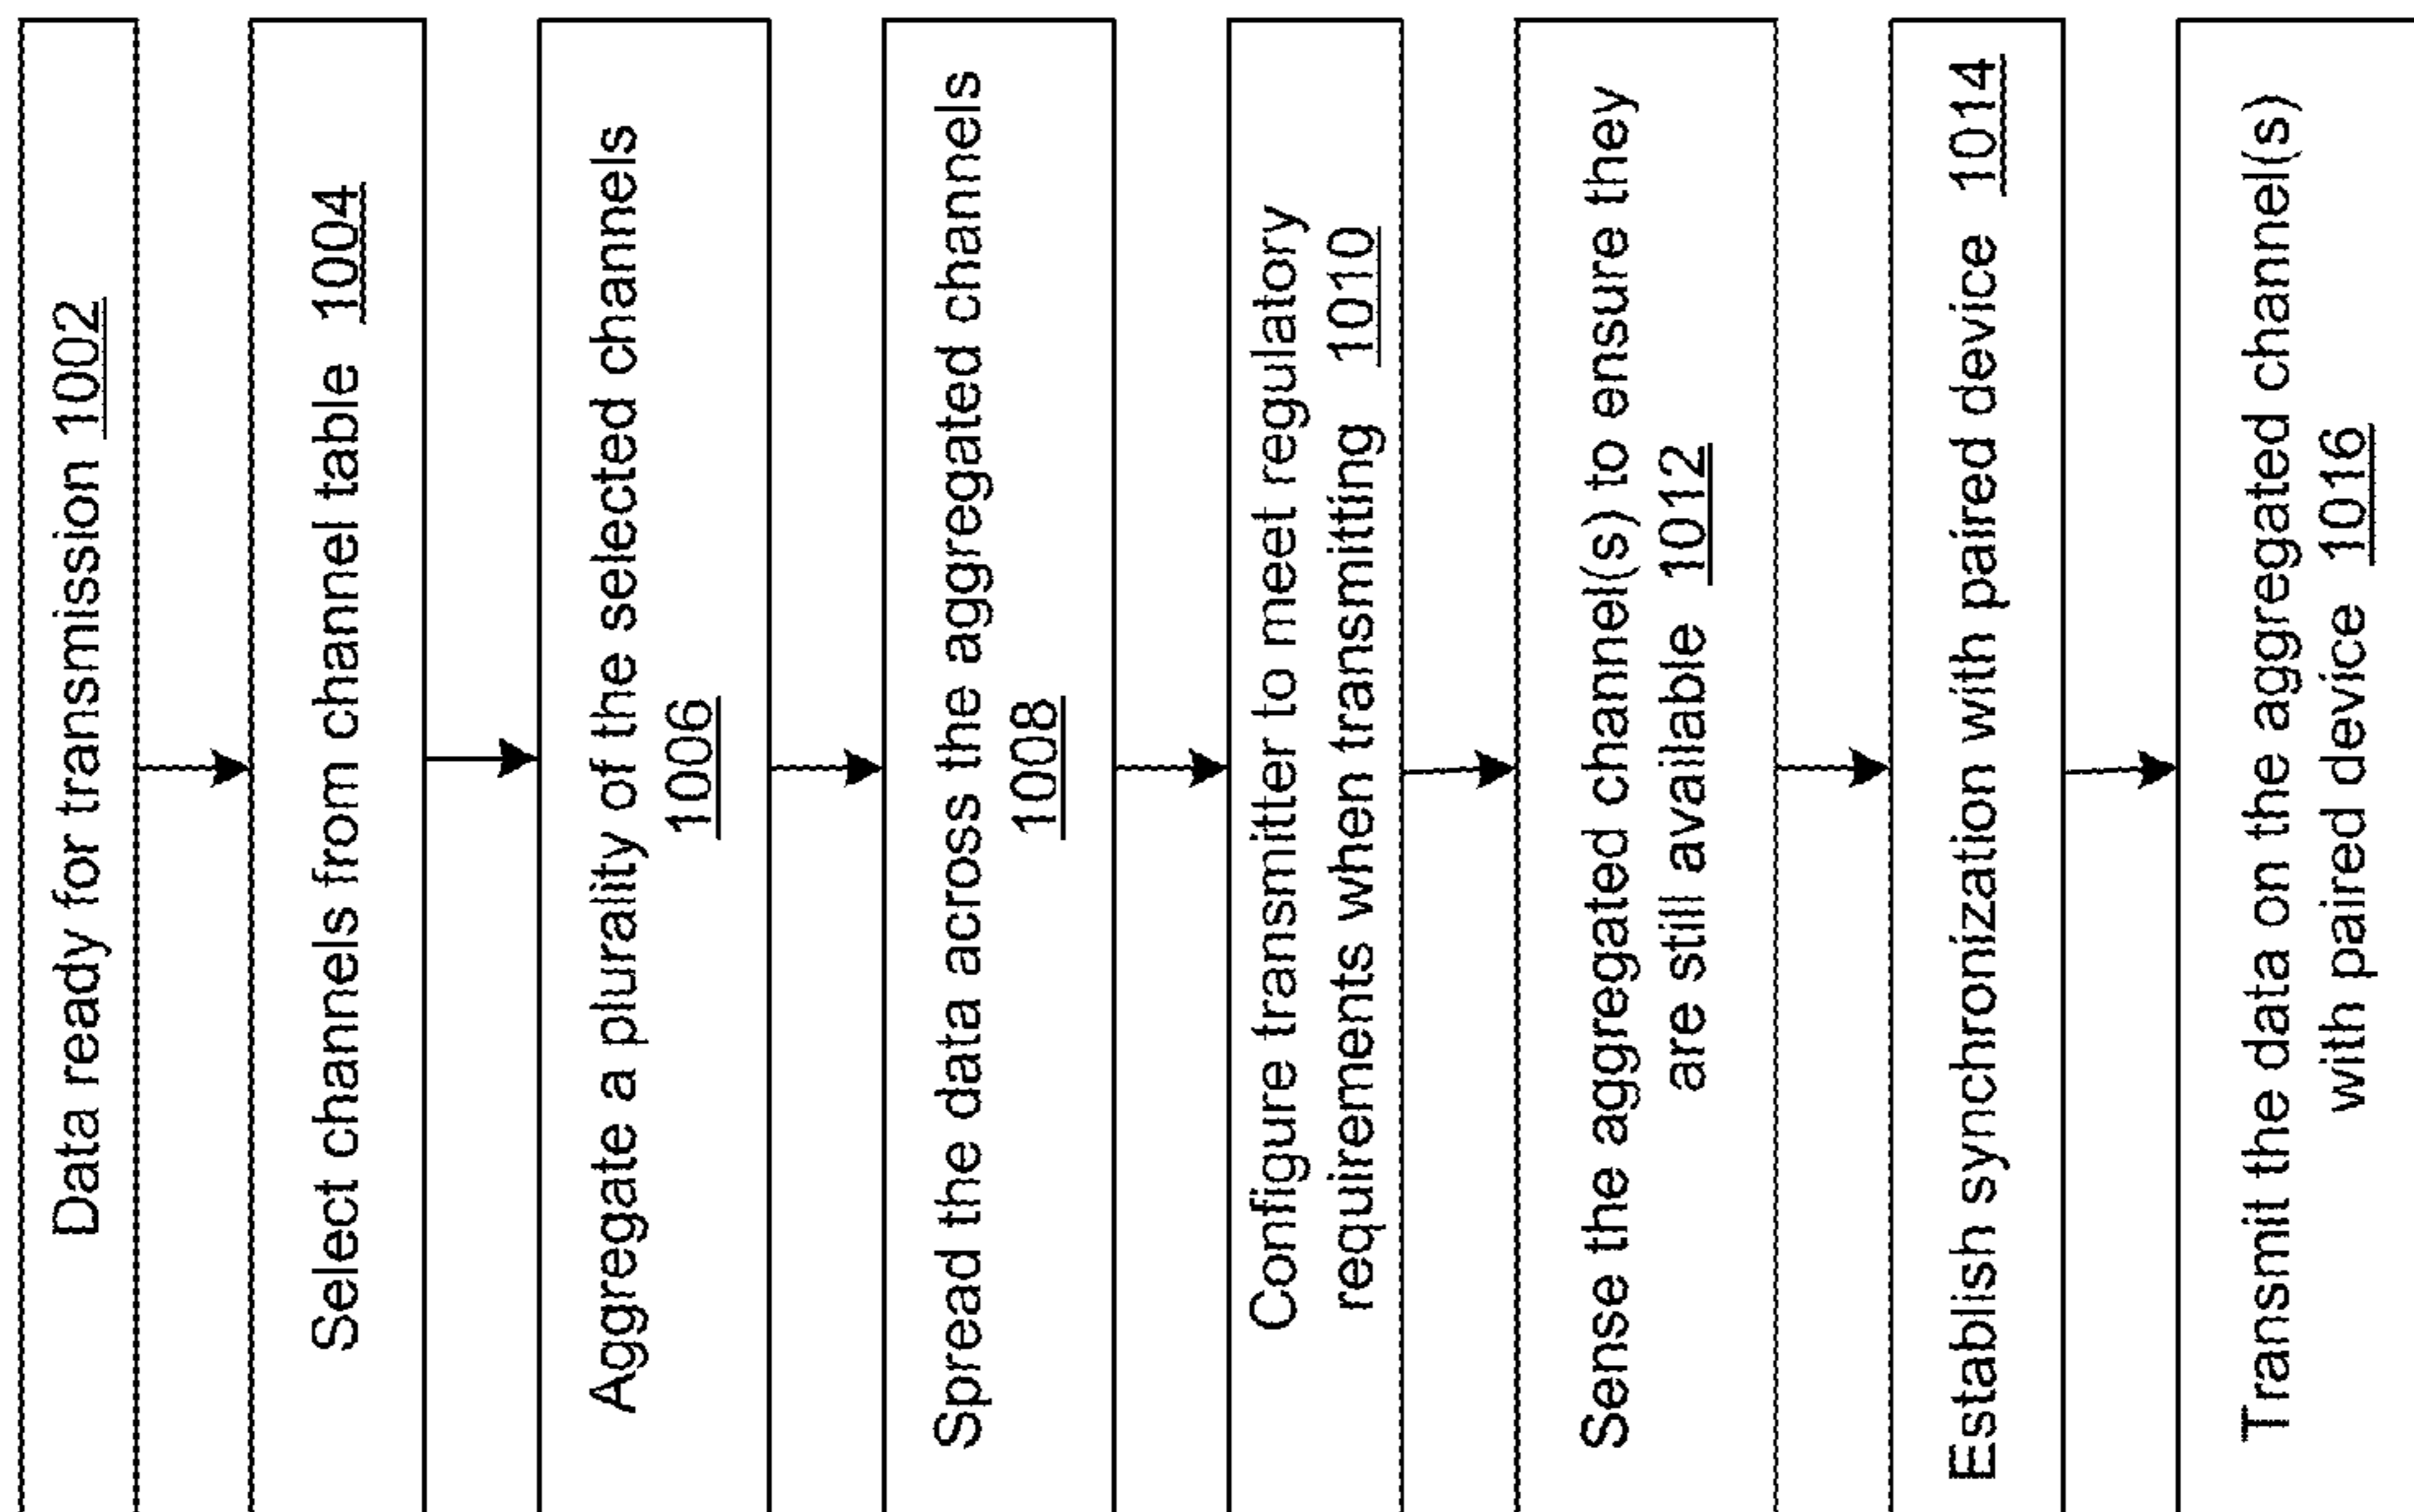 Data ready for transmission 1002
Select channels from channel table 1004
Aggregate a plurality of the selected channels
1006
Spread the data across the aggregated channels
1008
Configure transmitter to meet regulatory
requirements when transmitting 1010
Sense the aggregated channel(s) to ensure they
are still available 1012
Establish synchronization with paired device 1014
Transmit the data on the aggregated channel(s)
with paired device 1016